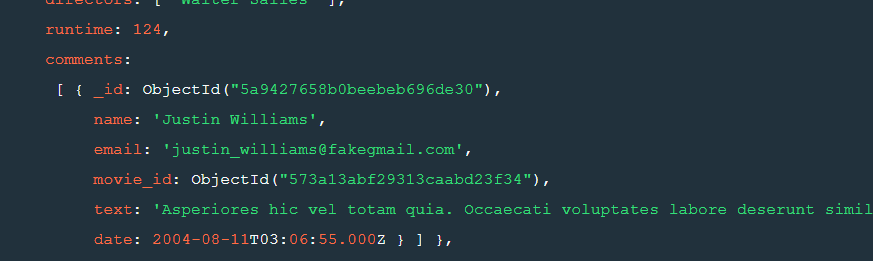 directors: [ "Walter Salles" ],
runtime: 124,
comments:
[ { _id: ObjectId("5a9427658b0beebeb696de30"),
name: 'Justin Williams',
email: 'justin_williams@fakegmail.com',
movie_id: ObjectId("573a13abf29313caabd23f34"),
text: 'Asperiores hic vel totam quia. Occaecati voluptates labore deserunt simil
date: 2004-08-11T03:06:55.000Z } ] },